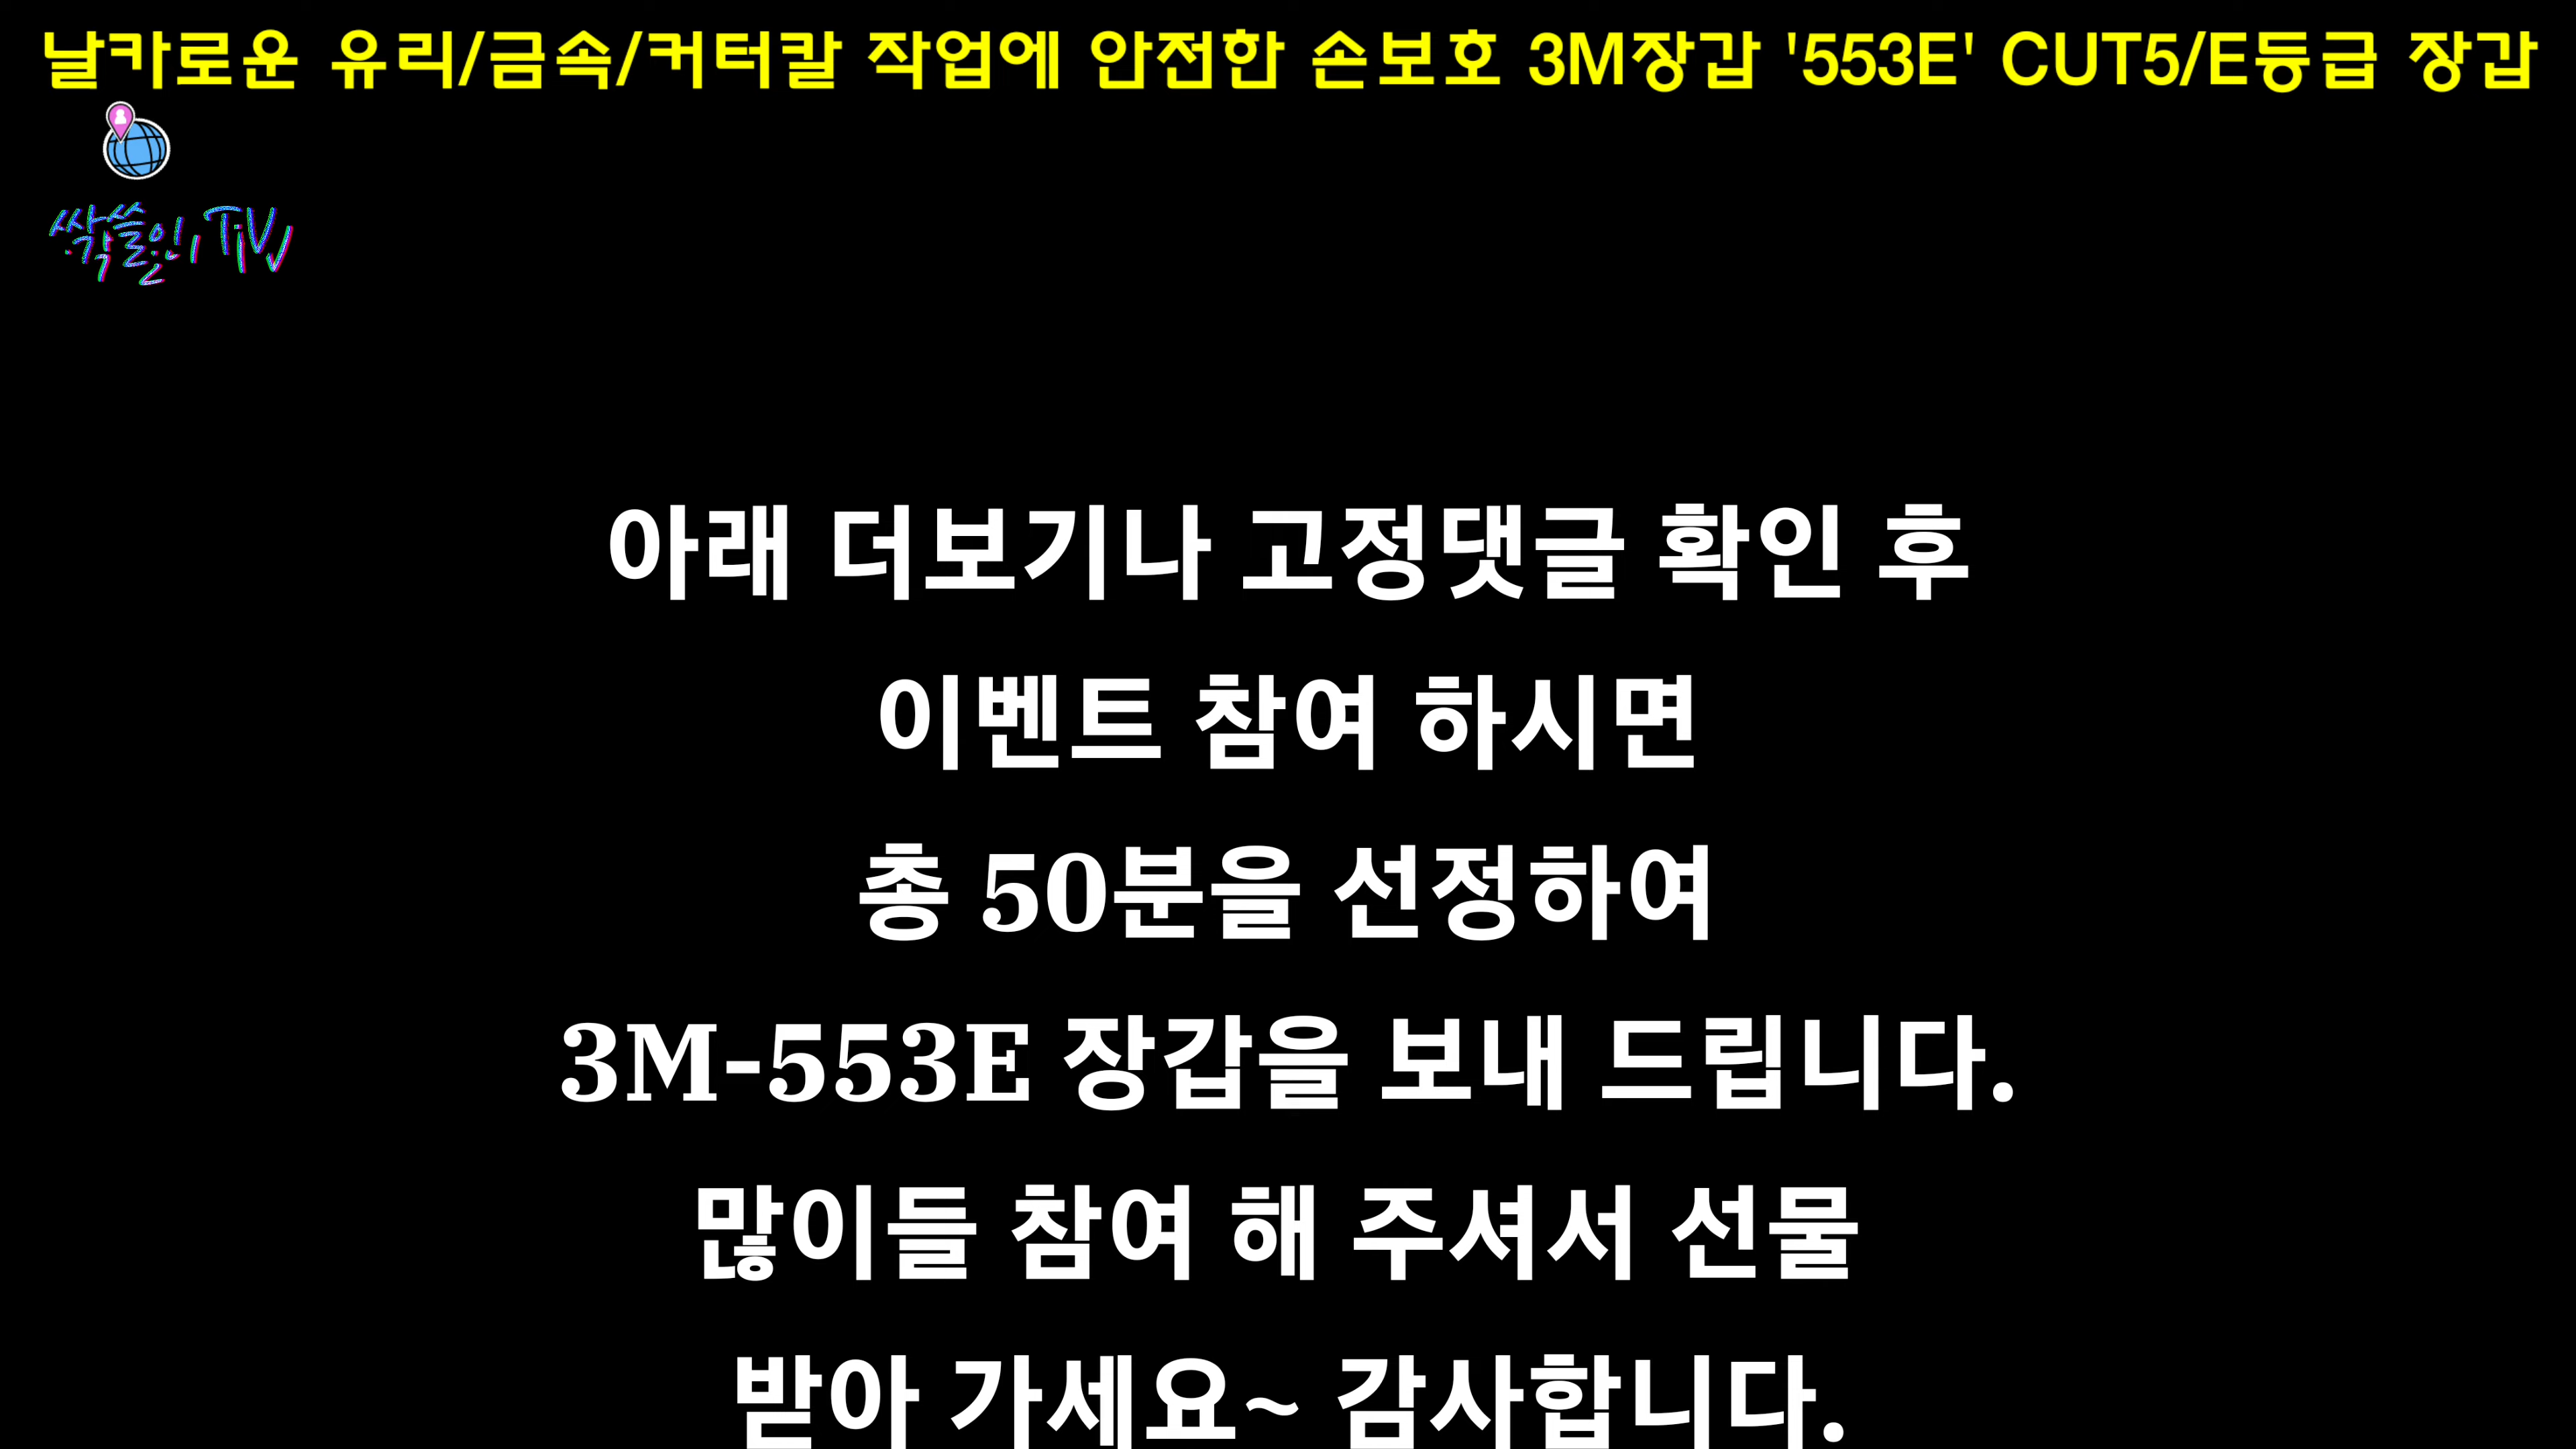 날카로운 유리/금속/커터칼 작업에 안전한 손보호 3M장갑 '553E' CUT5/E등급 장갑
싹쓸이 TV
아래 더보기나 고정댓글 확인 후
이벤트 참여 하시면
총 50분을 선정하여
3M-553E 장갑을 보내 드립니다.
많이들 참여 해 주셔서 선물
받아 가세요~ 감사합니다.